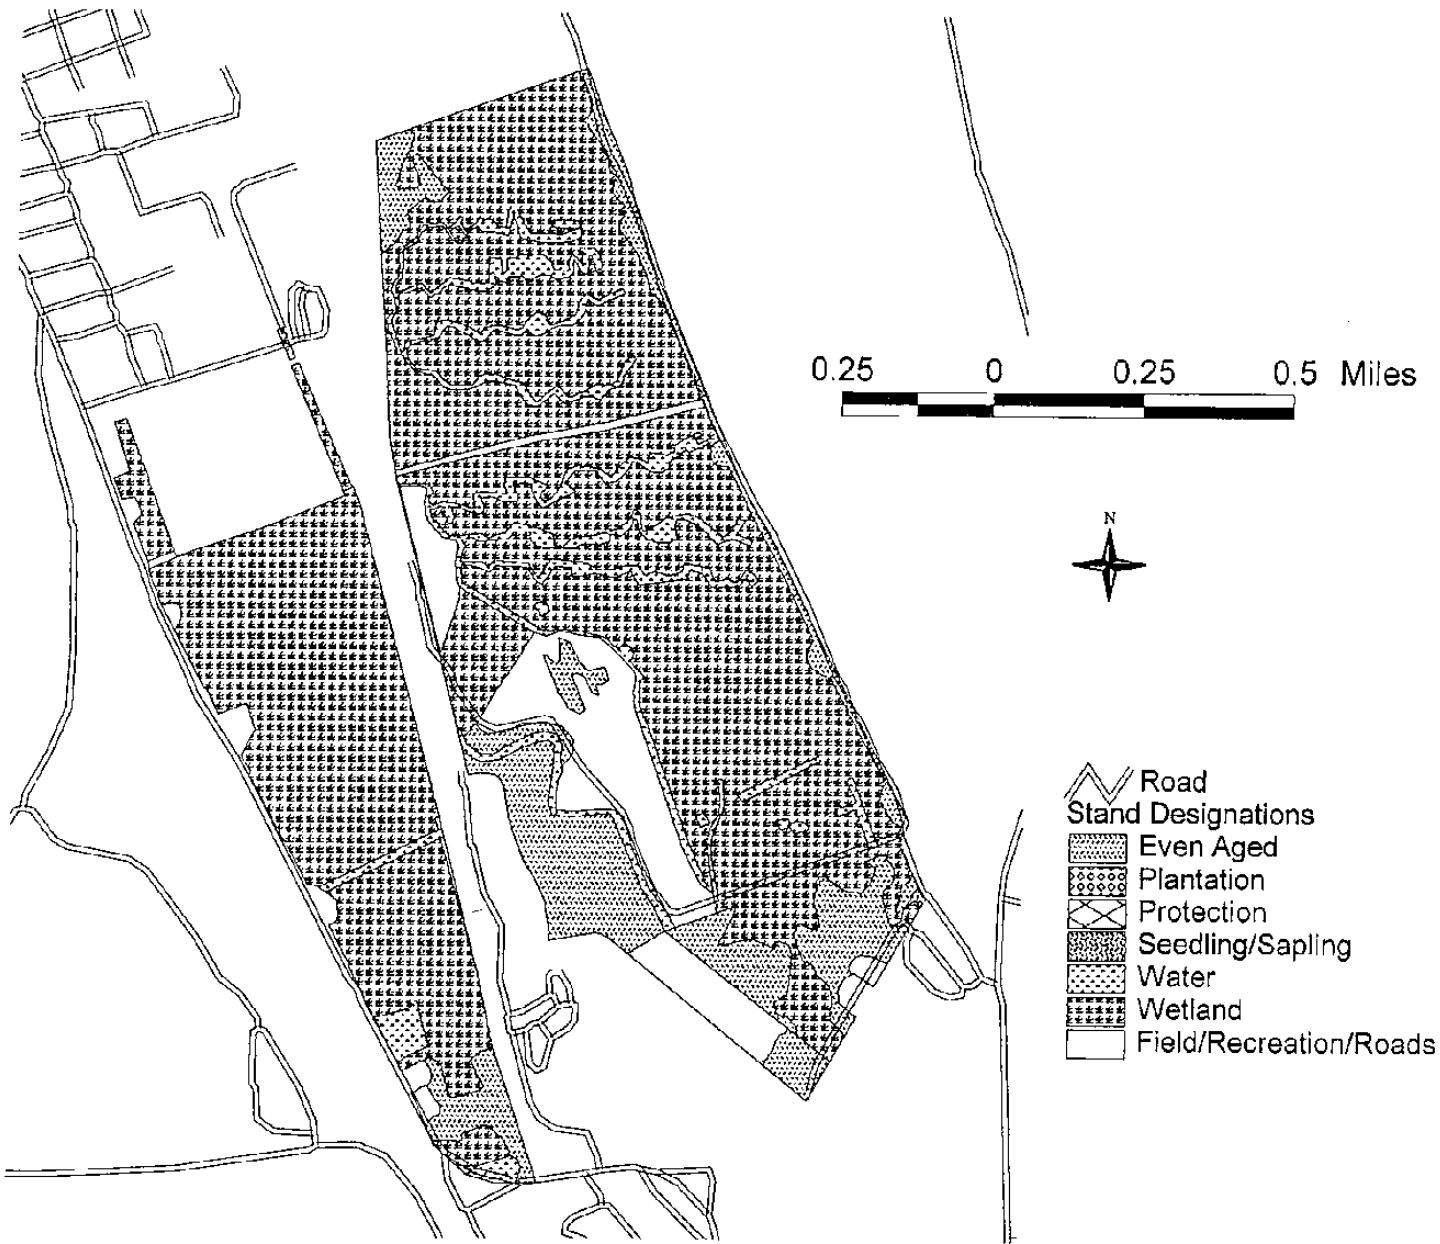 0.25 0 0.25 0.5 Miles
N
Road
Stand Designations
Even Aged
Plantation
Protection
Seedling/Sapling
Water
Wetland
Field/Recreation/Roads